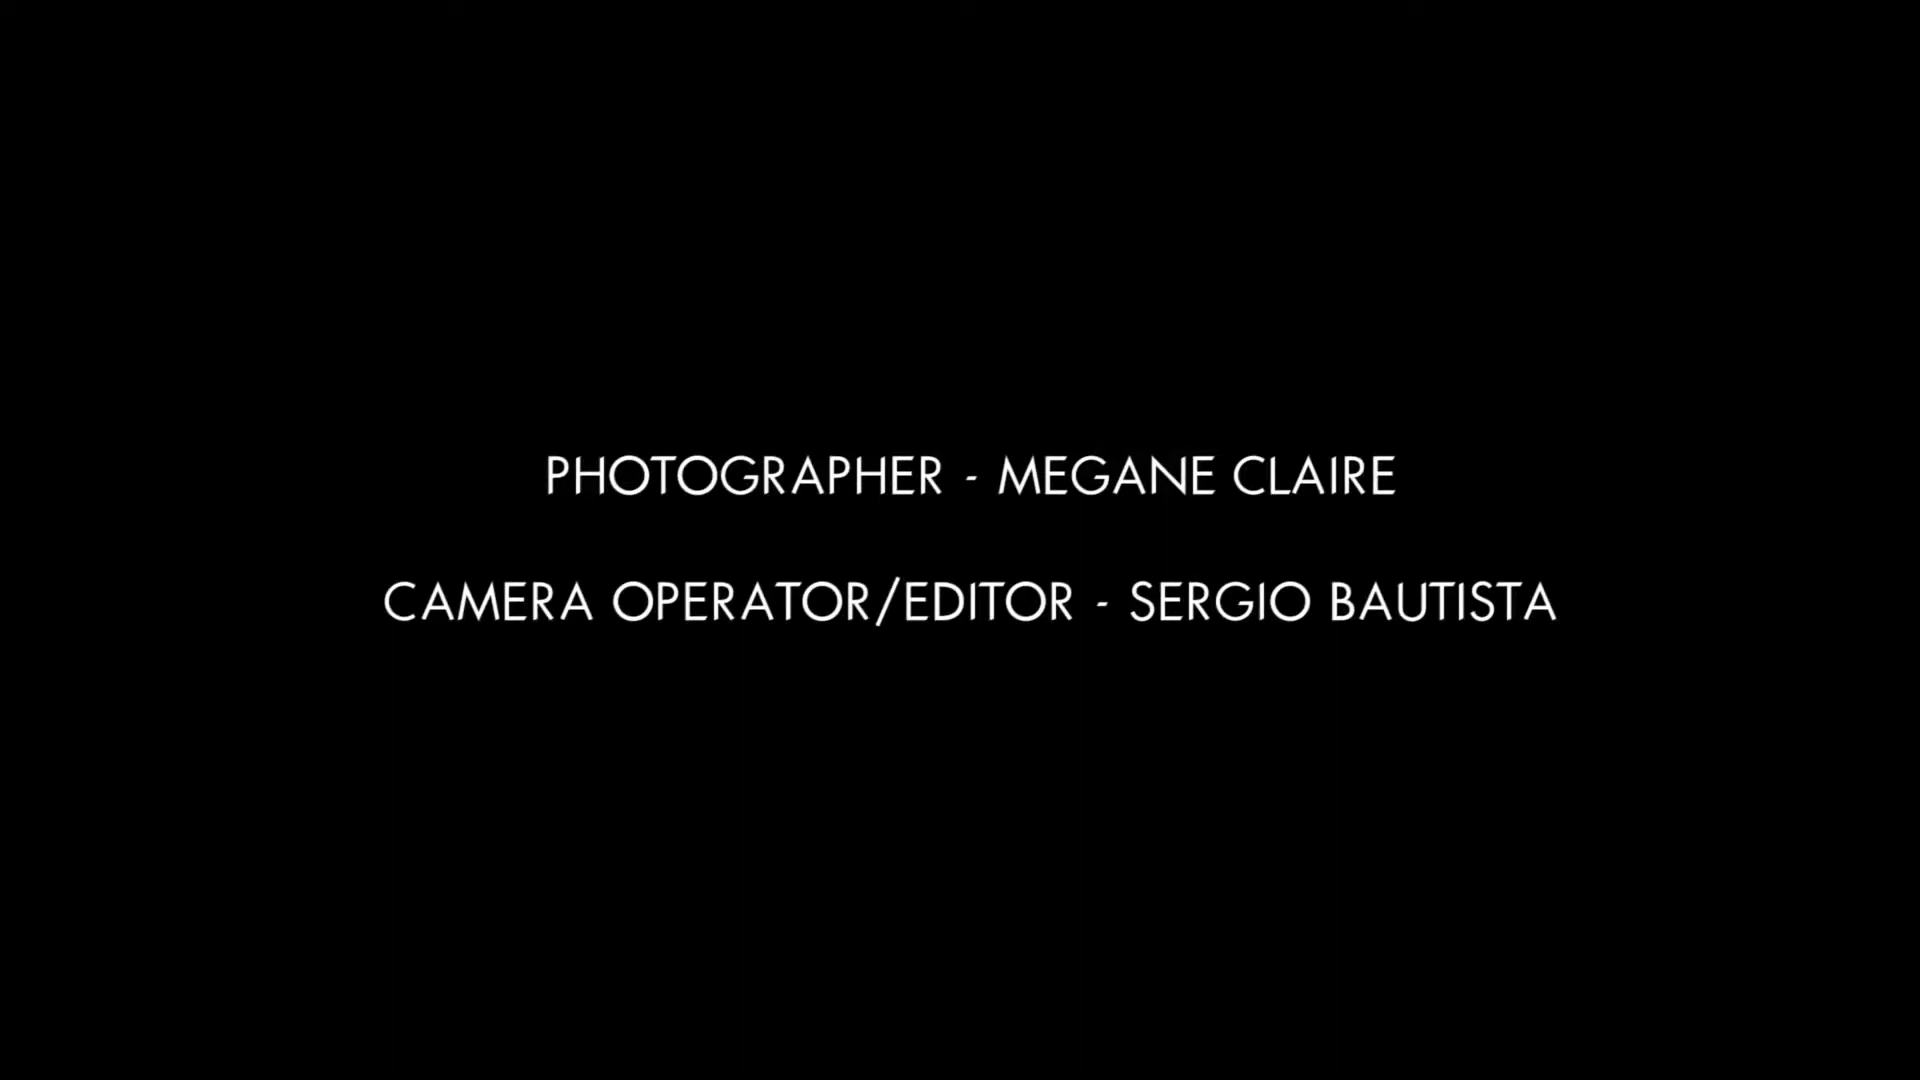 PHOTOGRAPHER - MEGANE CLAIRE
CAMERA OPERATOR/EDITOR - SERGIO BAUTISTA